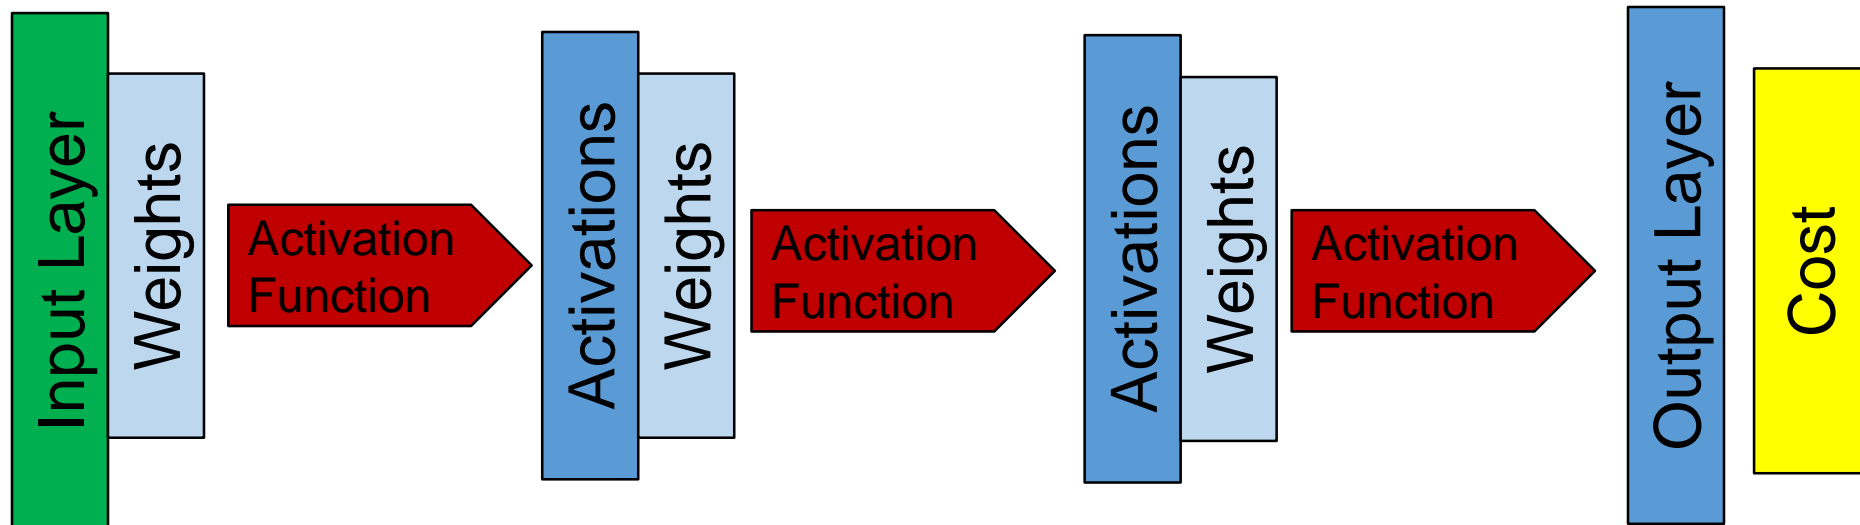 Input Layer
Weights
Activation
Function
Activations
Weights
Activation
Function
Activations
Weights
Activation
Function
Output Layer
Cost